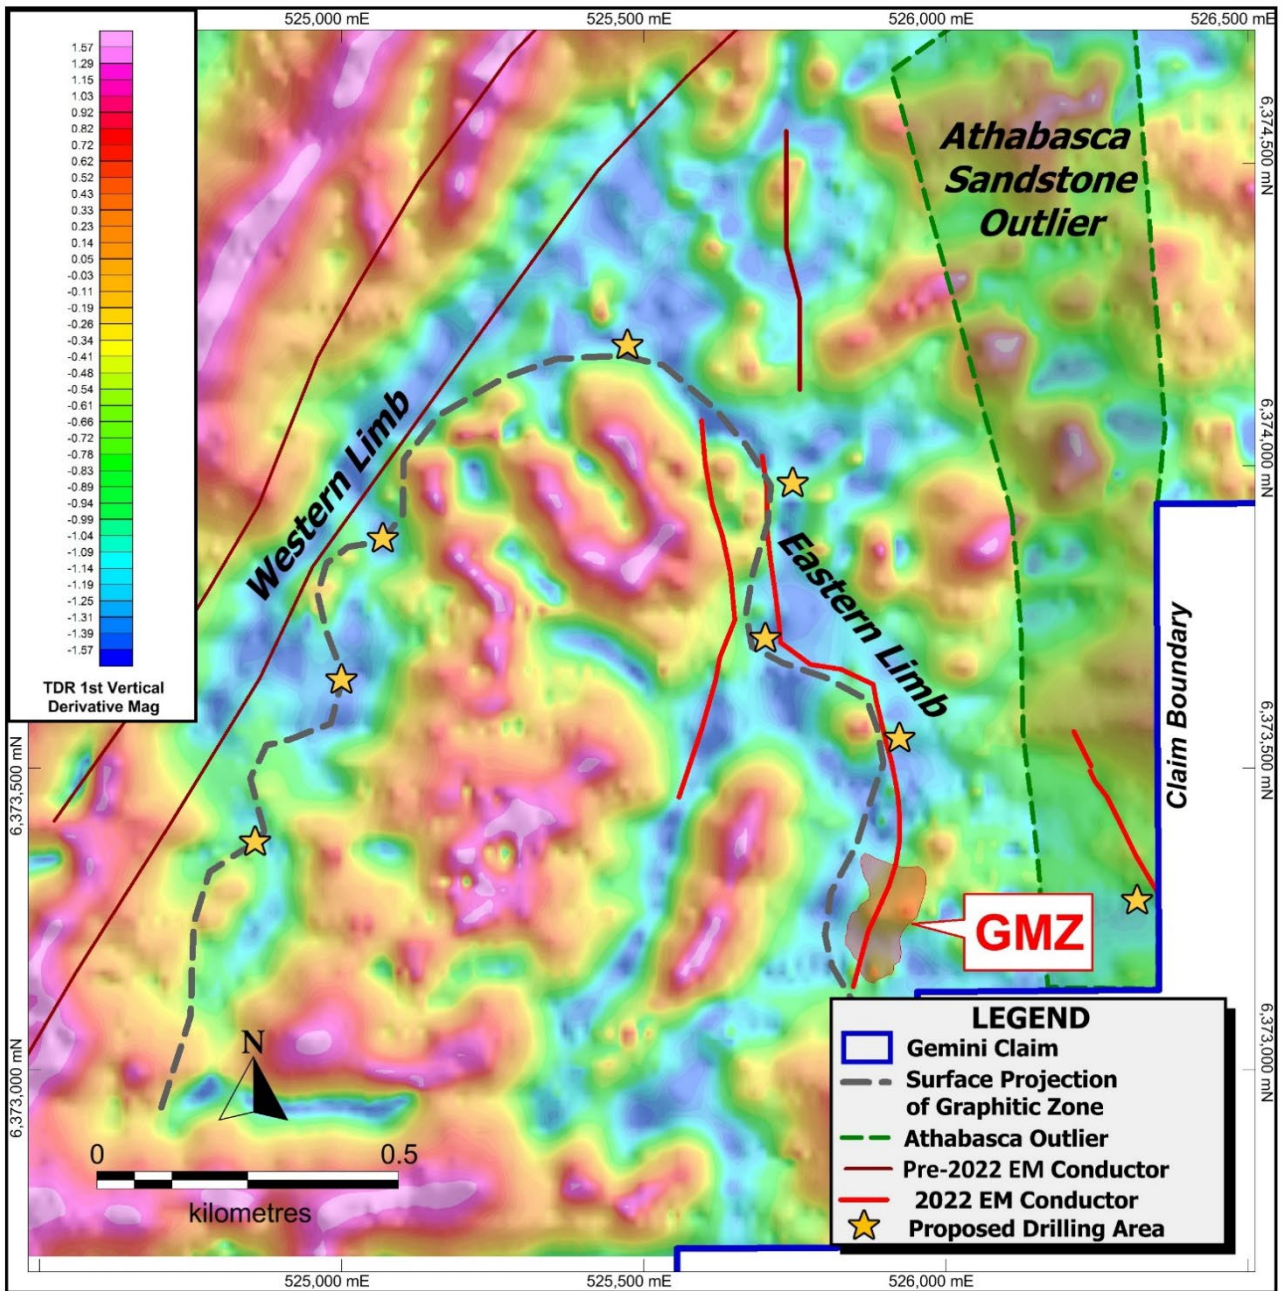 525,000 mE
525,500 mE
526,000 mE
526,500 mE
1.57
1.29
1.15
1.03
0.92
0.82
0.72
0.62
0.52
0.43
0.33
0.23
0.14
0.05
-0.03
-0.11
-0.19
-0.26
-0.34
-0.41
-0.48
-0.54
-0.61
-0.66
-0.72
-0.78
-0.83
-0.89
-0.94
-0.99
-1.04
-1.09
-1.14
-1.19
-1.25
-1.31
-1.39
-1.57
TDR 1st Vertical
Derivative Mag
Athabasca
Sandstone
Outlier
6,374,500 mN
6,374,000 mN
Western Limb
Eastern Limb
Claim Boundary
6,373,500 mN
6,373,500 mN
GMZ
6,373,000 mN
6,373,000 mN
N
0 0.5
kilometres
LEGEND
Gemini Claim
Surface Projection
of Graphitic Zone
Athabasca Outlier
Pre-2022 EM Conductor
2022 EM Conductor
Proposed Drilling Area
525,000 mE
525,500 mE
526,000 mE